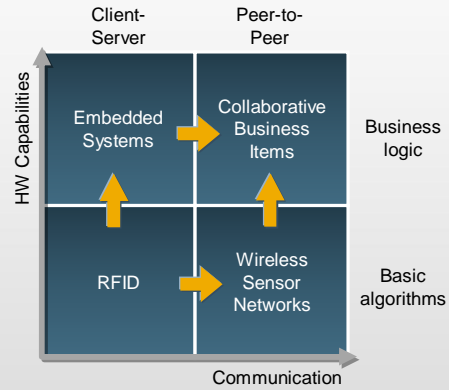 Client-
Server
Peer-to-
Peer
HW Capabilities
Embedded
Systems
Collaborative
Business
Items
Business
logic
RFID
Wireless
Sensor
Networks
Basic
algorithms
Communication